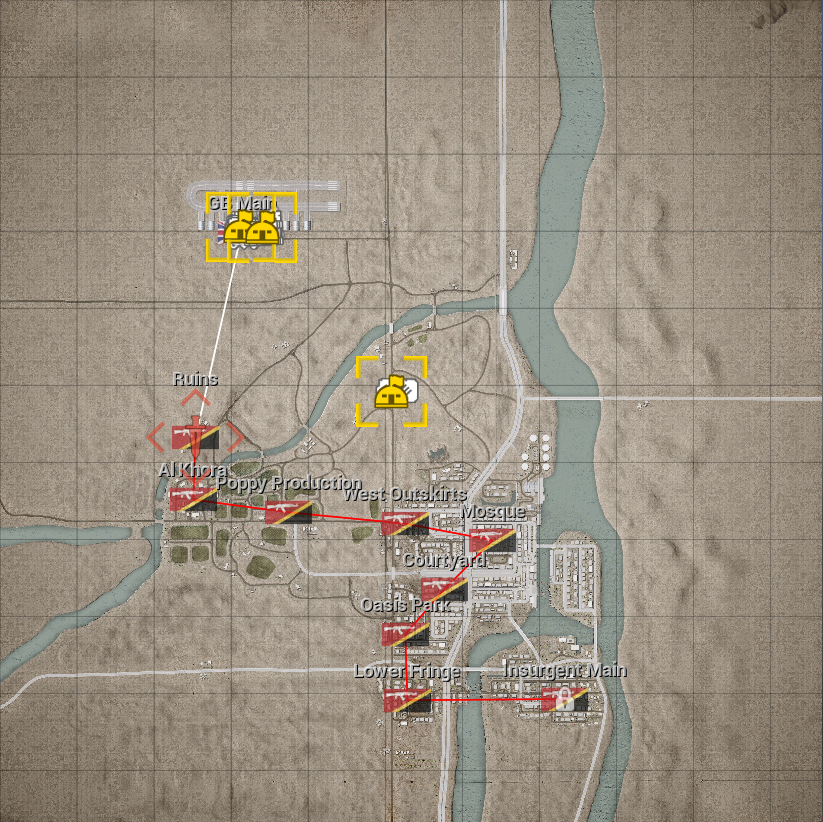 GB Main
Ruins
Al Khora
Poppy Production
West Outskirts
Mosque
Courtyard
Oasis Park
Lower Fringe
Insurgent Main